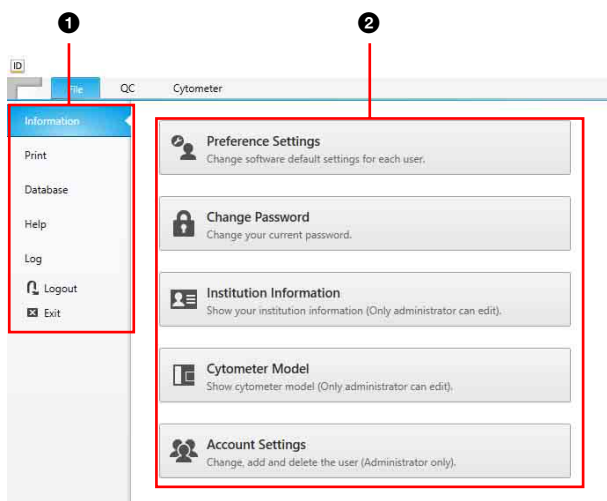 1 2
ID
File QC Cytometer
Information
Print
Database
Help
Log
Logout
Exit
Preference Settings
Change software default settings for each user.
Change Password
Change your current password.
Institution Information
Show your institution information (Only administrator can edit).
Cytometer Model
Show cytometer model (Only administrator can edit).
Account Settings
Change, add and delete the user (Administrator only).